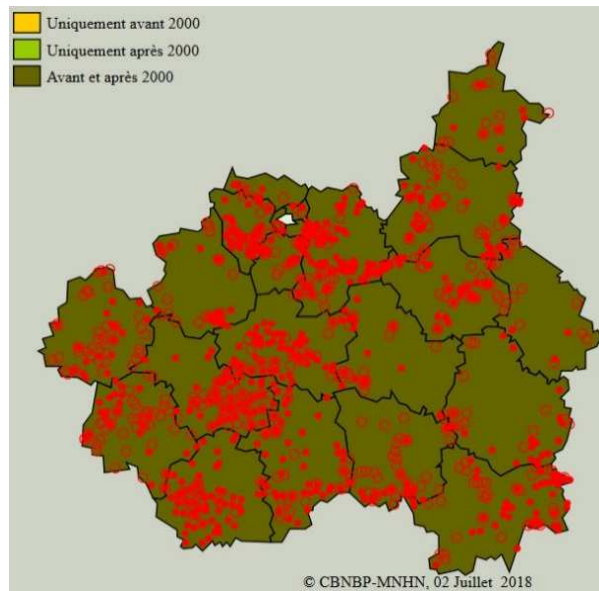 Uniquement avant 2000
Uniquement après 2000
Avant et après 2000
© CBNBP-MNHN, 02 Juillet 2018